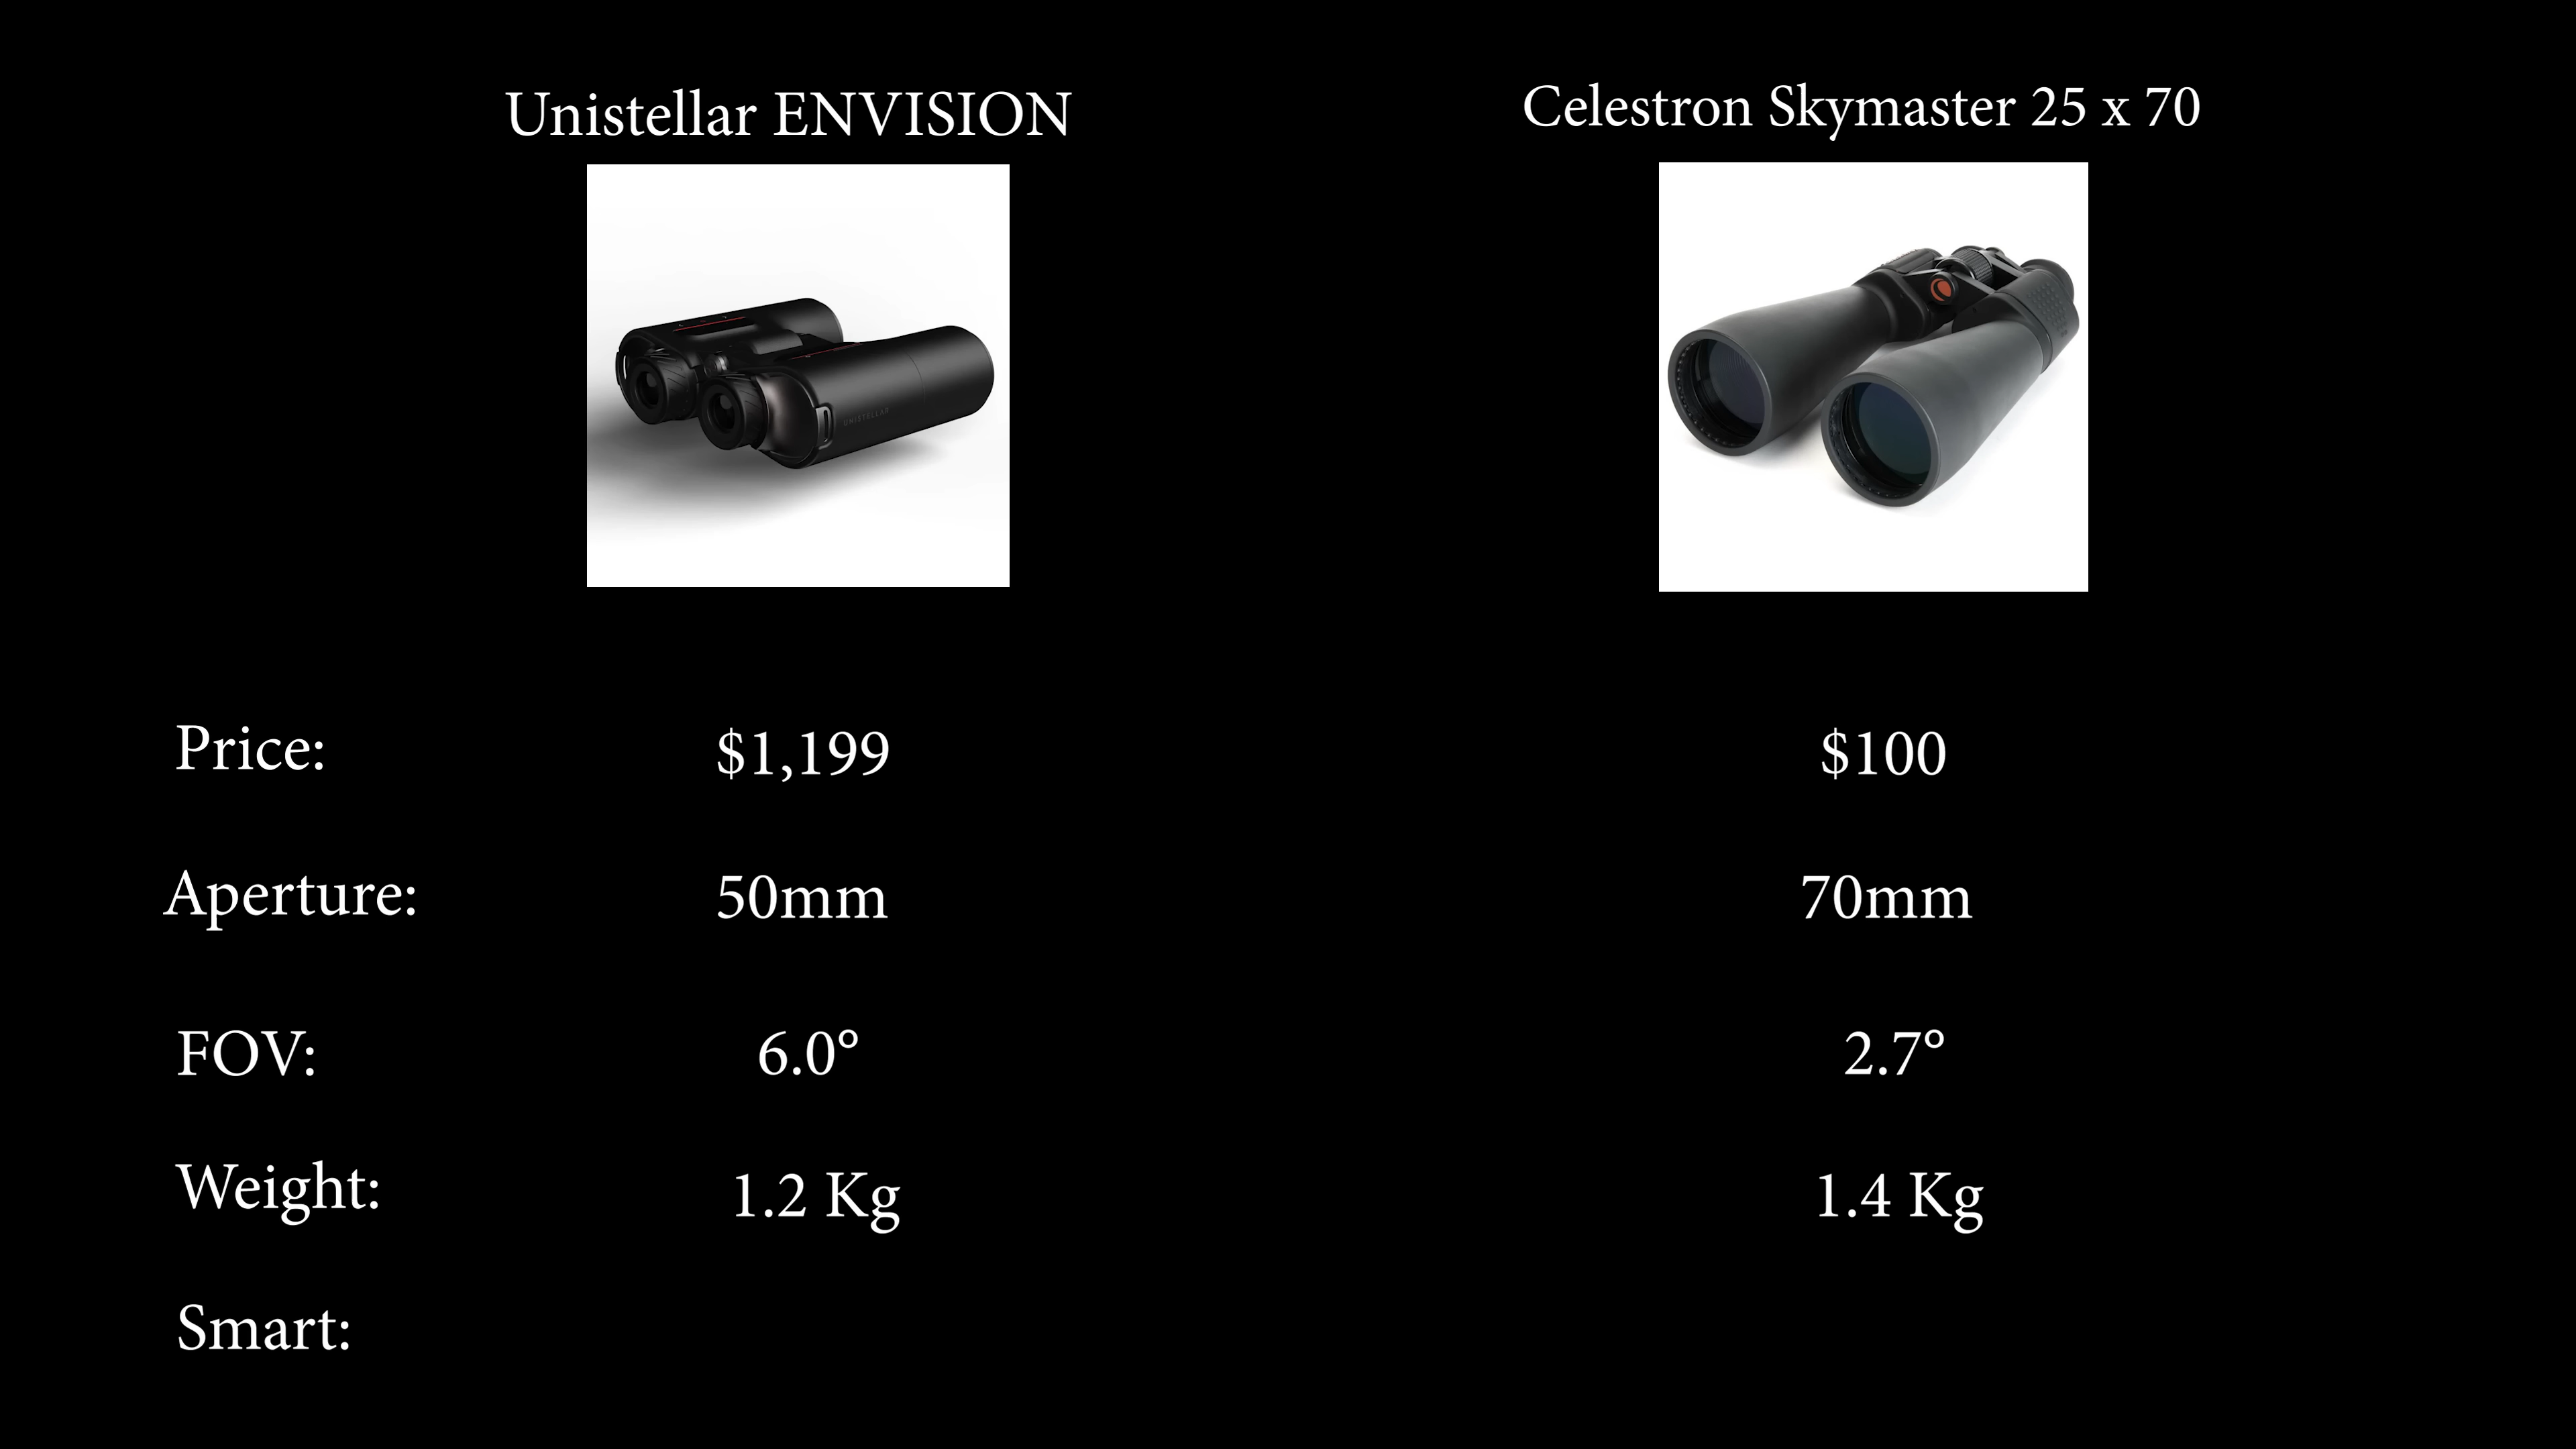 Unistellar ENVISION
Celestron Skymaster 25 x 70
UNISTELLAR
Price:
$1,199
$100
Aperture:
50mm
70mm
FOV:
6.0°
2.7°
Weight:
1.2 Kg
1.4 Kg
Smart: